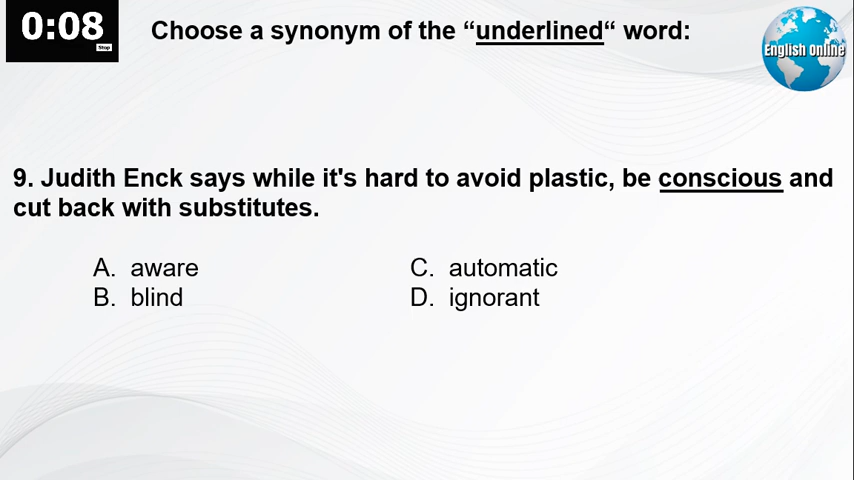 0:08
Stop
Choose a synonym of the “underlined“ word:
English Online
9. Judith Enck says while it's hard to avoid plastic, be conscious and
cut back with substitutes.
A. aware
B. blind
C. automatic
D. ignorant